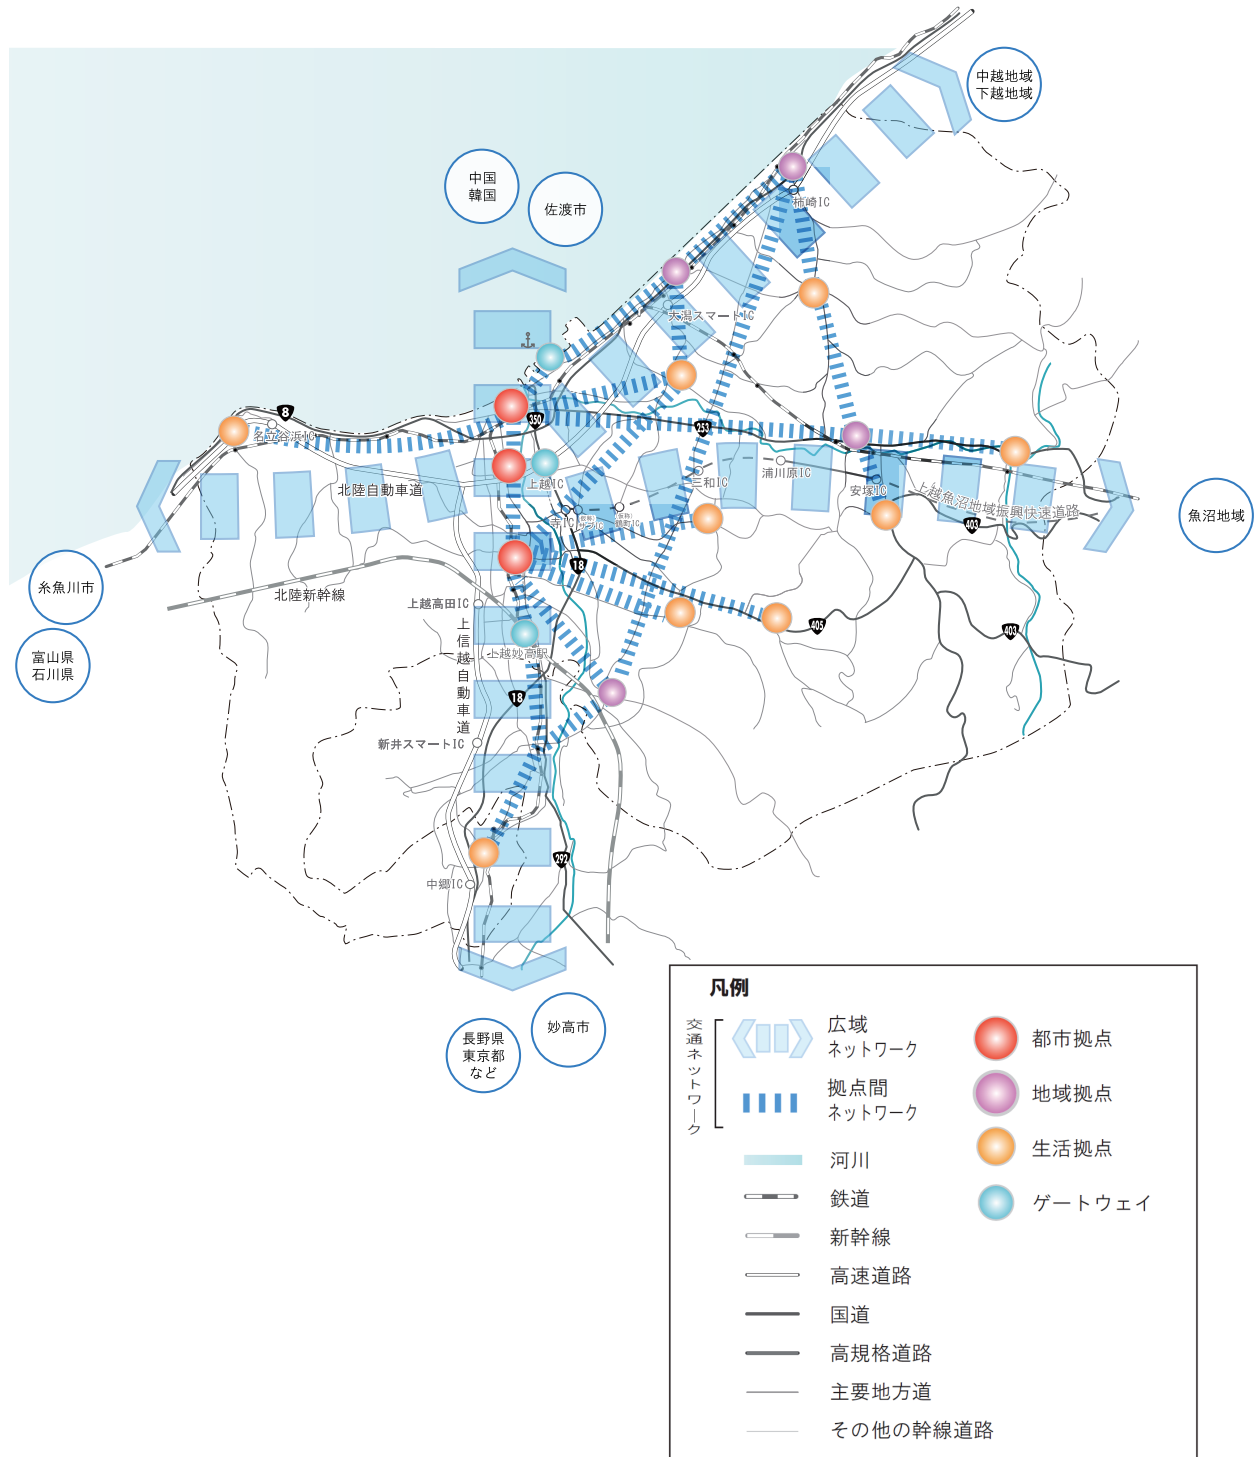 中越地域
下越地域
中国
韓国
佐渡市
柿崎IC
大潟スマートIC
8
名立谷浜IC
350
253
北陸自動車道
上越IC
三和IC
浦川原IC
安塚IC
上越魚沼地域振興快速道路
403
魚沼地域
寺IC
(仮称)
鶴町IC
18
糸魚川市
北陸新幹線
上越高田IC
405
403
富山県
石川県
上信越自動車道
上越妙高駅
18
新井スマートIC
292
中郷IC
長野県
東京都
など
妙高市
凡例
交通ネットワーク
広域
ネットワーク
拠点間
ネットワーク
河川
鉄道
新幹線
高速道路
国道
高規格道路
主要地方道
その他の幹線道路
都市拠点
地域拠点
生活拠点
ゲートウェイ